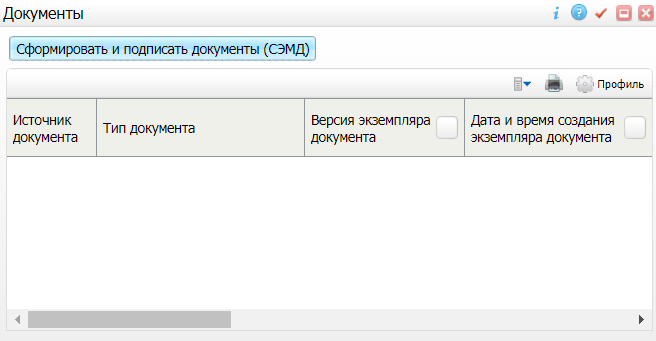 Документы
Сформировать и подписать документы (СЭМД)
Профиль
Источник
документа
Тип документа
Версия экземпляра
документа
Дата и время создания
экземпляра документа